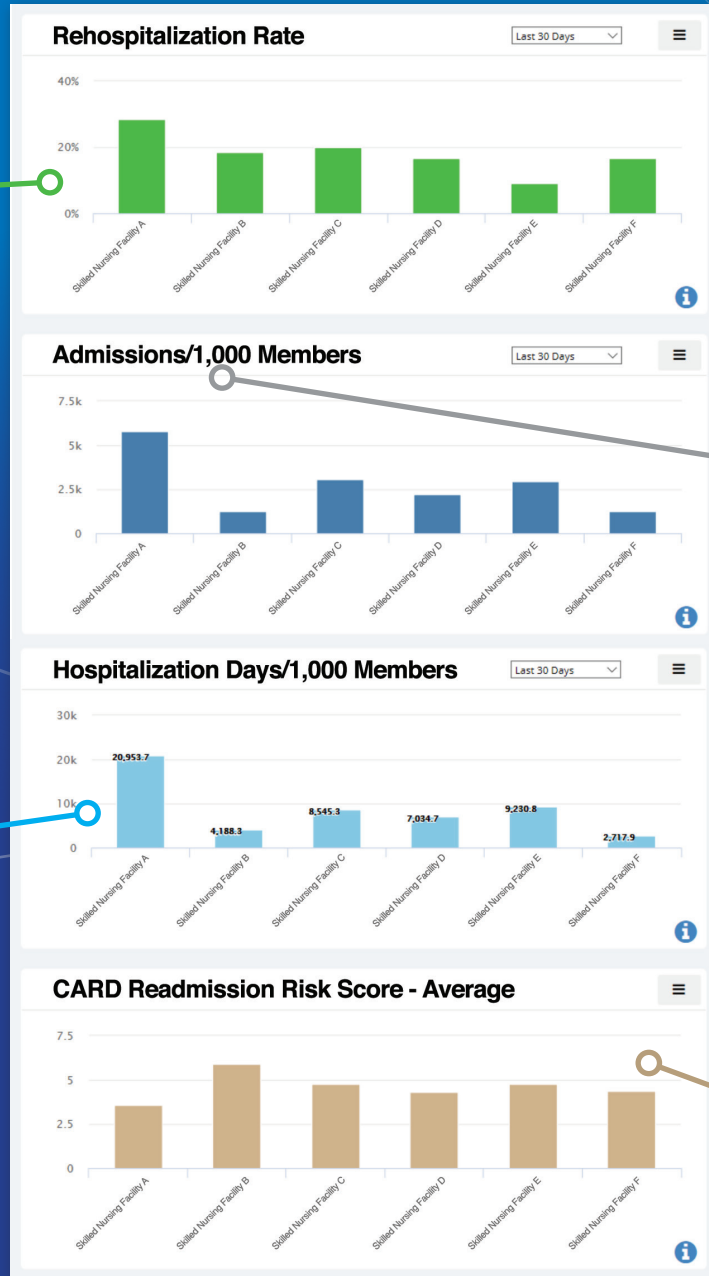 Rehospitalization Rate
Last 30 Days
40%
20%
0%
Skilled Nursing Facility A
Skilled Nursing Facility B
Skilled Nursing Facility C
Skilled Nursing Facility D
Skilled Nursing Facility E
Skilled Nursing Facility F
i
Admissions/1,000 Members
Last 30 Days
7.5k
5k
2.5k
0
Skilled Nursing Facility A
Skilled Nursing Facility B
Skilled Nursing Facility C
Skilled Nursing Facility D
Skilled Nursing Facility E
Skilled Nursing Facility F
i
Hospitalization Days/1,000 Members
Last 30 Days
30k
20k
10k
0
20,953.7
4,188.3
8,545.3
7,034.7
9,230.8
2,717.9
Skilled Nursing Facility A
Skilled Nursing Facility B
Skilled Nursing Facility C
Skilled Nursing Facility D
Skilled Nursing Facility E
Skilled Nursing Facility F
i
CARD Readmission Risk Score - Average
7.5
5
2.5
0
Skilled Nursing Facility A
Skilled Nursing Facility B
Skilled Nursing Facility C
Skilled Nursing Facility D
Skilled Nursing Facility E
Skilled Nursing Facility F
i